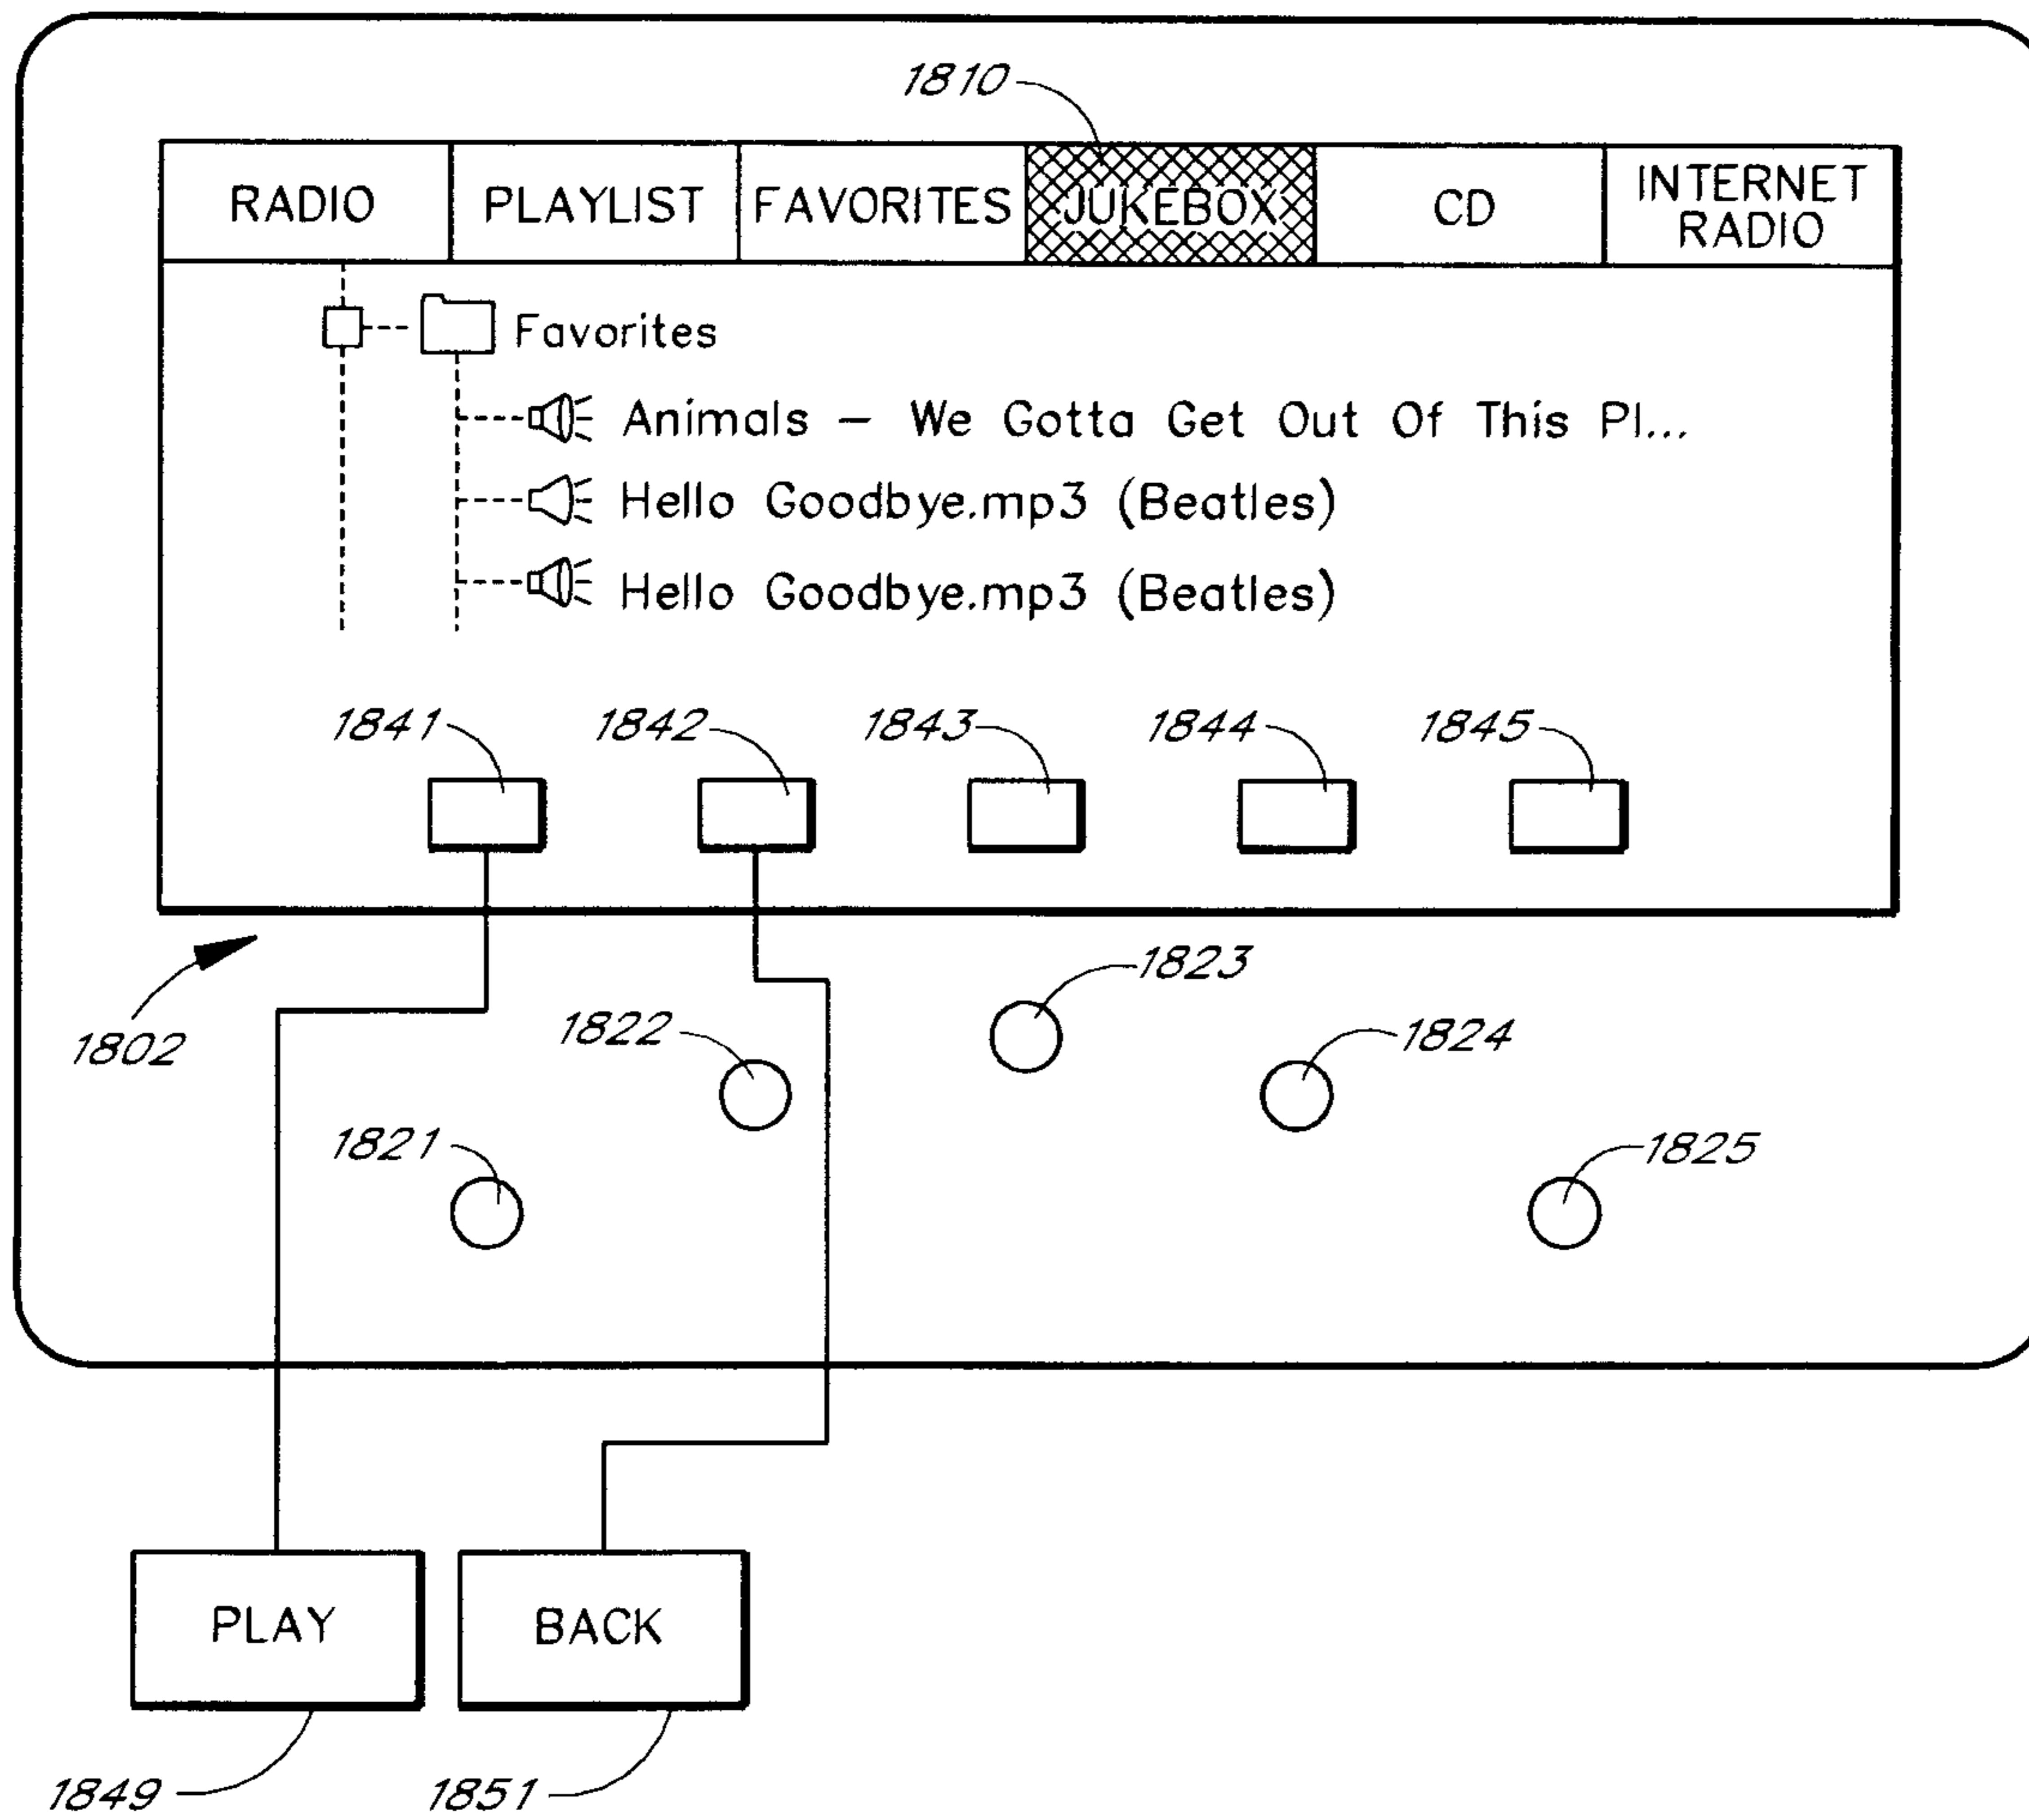 1810
RADIO
PLAYLIST
FAVORITES
JUKEBOX
CD
INTERNET
RADIO
Favorites
Animals – We Gotta Get Out Of This Pl...
Hello Goodbye.mp3 (Beatles)
Hello Goodbye.mp3 (Beatles)
1841
1842
1843
1844
1845
1802
1823
1822
1824
1821
1825
PLAY
BACK
1849
1851